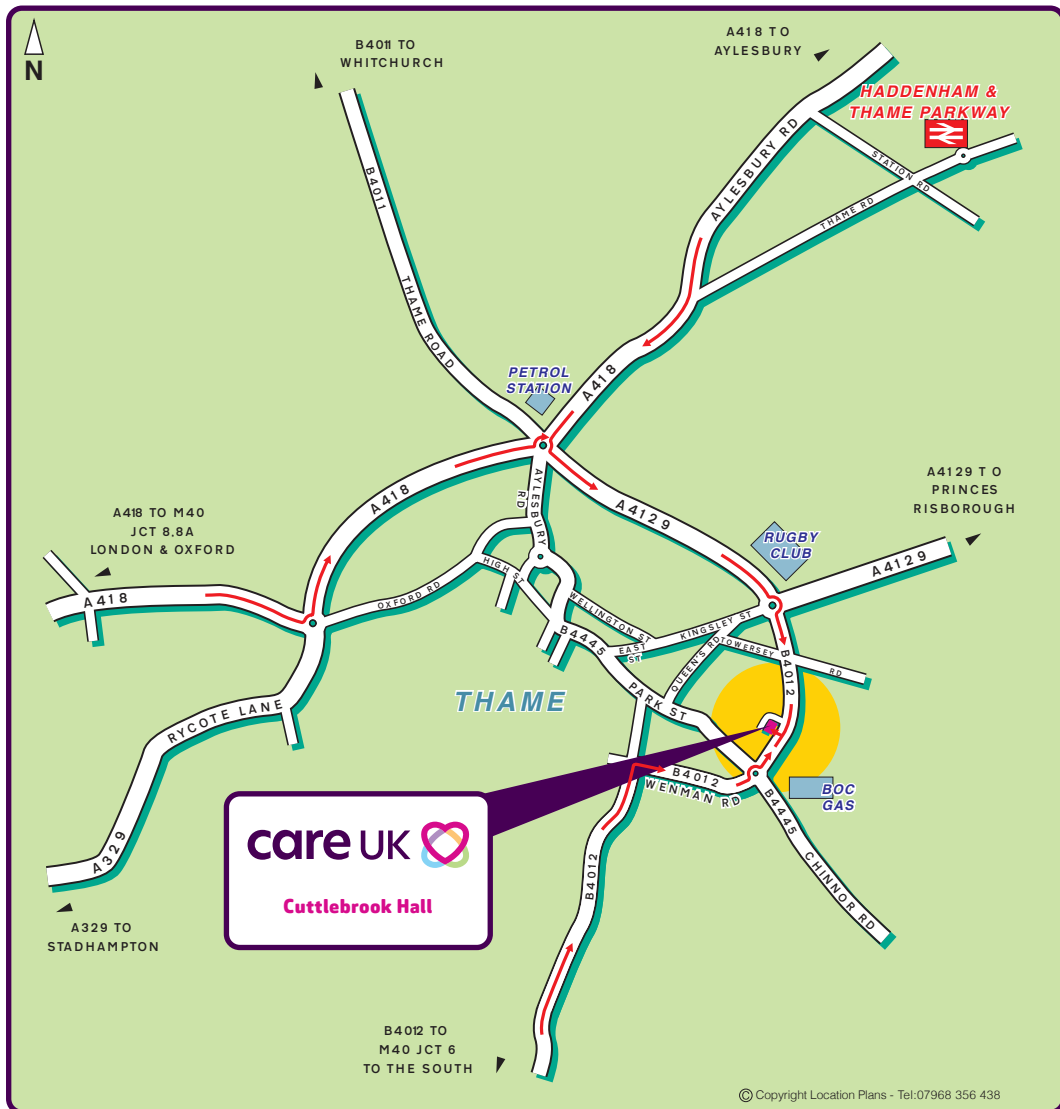 B4011 TO
WHITCHURCH
A418 TO
AYLESBURY
N
HADDENHAM &
THAME PARKWAY
AYLESBURY RD
STATION RD
THAME RD
B4011
THAME ROAD
PETROL
STATION
A418
A418
AYLESBURY
RD
A4129
A4129 TO
PRINCES
RISBOROUGH
A418 TO M40
JCT 8,8A
LONDON & OXFORD
RUGBY
CLUB
A4129
A418
OXFORD RD
HIGH ST
WELLINGTON ST
KINGSLEY ST
EAST
ST
B4445
QUEEN'S RD
TOWERSEY
RD
B4012
PARK ST
THAME
RYCOTE LANE
B4012
WENMAN RD
BOC
GAS
B4445
CHINNOR RD
A329
B4012
care UK
Cuttlebrook Hall
A329 TO
STADHAMPTON
B4012 TO
M40 JCT 6
TO THE SOUTH
© Copyright Location Plans - Tel:07968 356 438